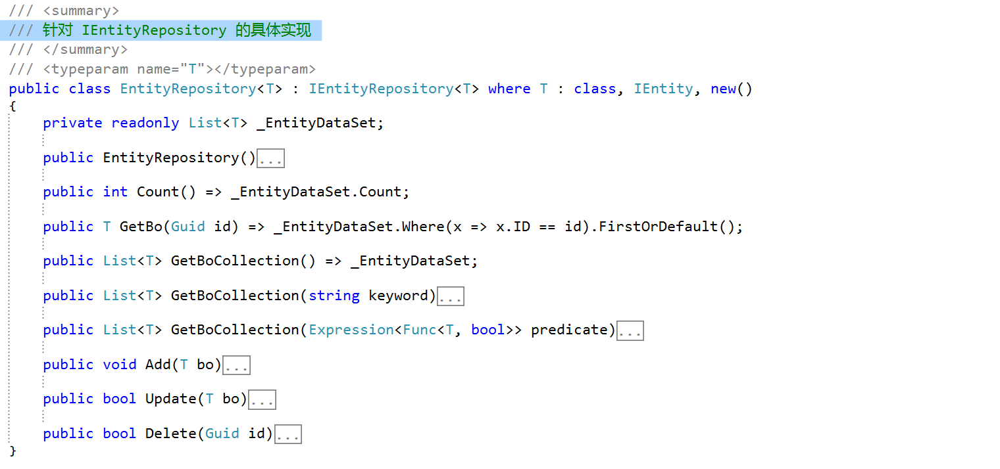 /// <summary>
/// 针对 IEntityRepository 的具体实现
/// </summary>
/// <typeparam name="T"></typeparam>
public class EntityRepository<T> : IEntityRepository<T> where T : class, IEntity, new()
{
private readonly List<T> _EntityDataSet;
public EntityRepository()...
public int Count() => _EntityDataSet.Count;
public T GetBo(Guid id) => _EntityDataSet.Where(x => x.ID == id).FirstOrDefault();
public List<T> GetBoCollection() => _EntityDataSet;
public List<T> GetBoCollection(string keyword)...
public List<T> GetBoCollection(Expression<Func<T, bool>> predicate)...
public void Add(T bo)...
public bool Update(T bo)...
public bool Delete(Guid id)...
}